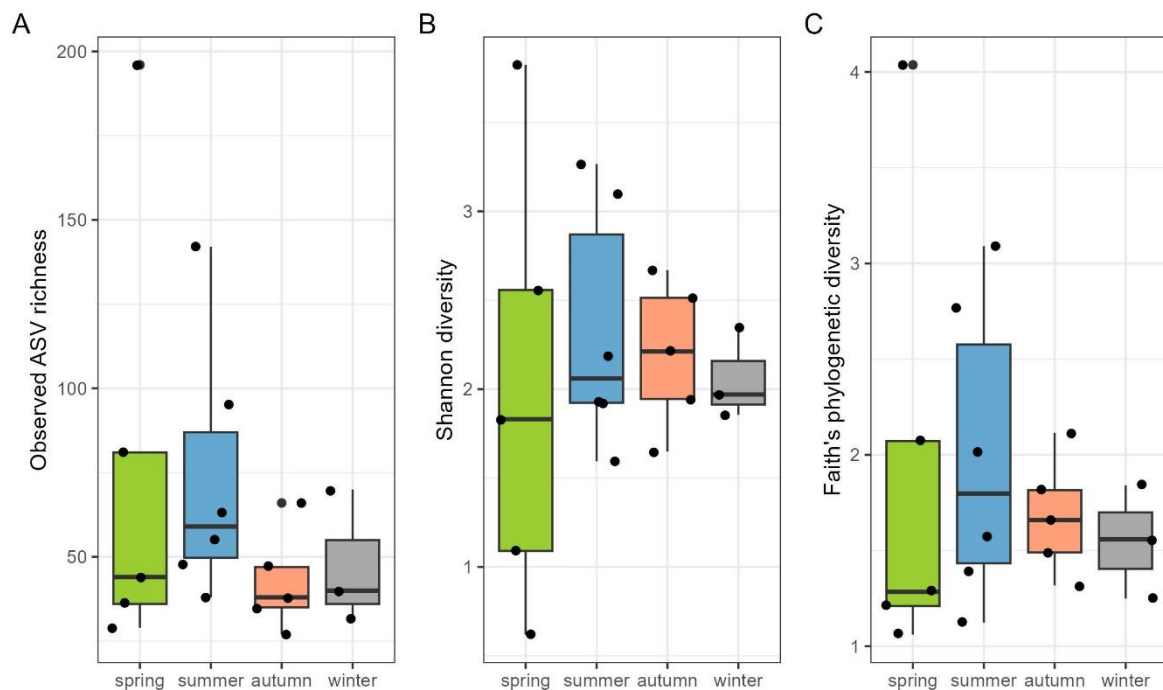 A
B
C
Observed ASV richness
200
150
100
50
spring summer autumn winter
Shannon diversity
3
2
1
spring summer autumn winter
Faith's phylogenetic diversity
4
3
2
1
spring summer autumn winter